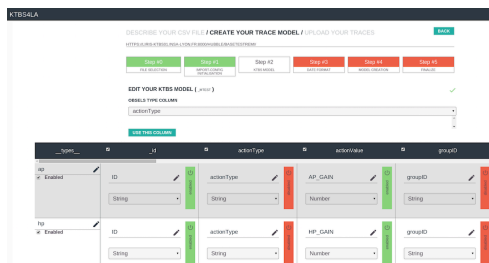 KTBS4LA
DESCRIBE YOUR CSV FILE / CREATE YOUR TRACE MODEL / UPLOAD YOUR TRACES
BACK
Step #0
FILE SELECTION
Step #1
IMPORT CONFIG INITIALISATION
Step #2
KTBS MODEL
Step #3
DATA FORMAT
Step #4
MODEL CREATION
Step #5
FINALIZE
EDIT YOUR KTBS MODEL
OBSELS TYPE COLUMN
actionType
USE THIS COLUMN
__types__ _id actionType actionValue groupID
ap
Enabled
ID actionType AP_GAIN groupID
String String Number String
hp
Enabled
ID actionType HP_GAIN groupID
String String Number String